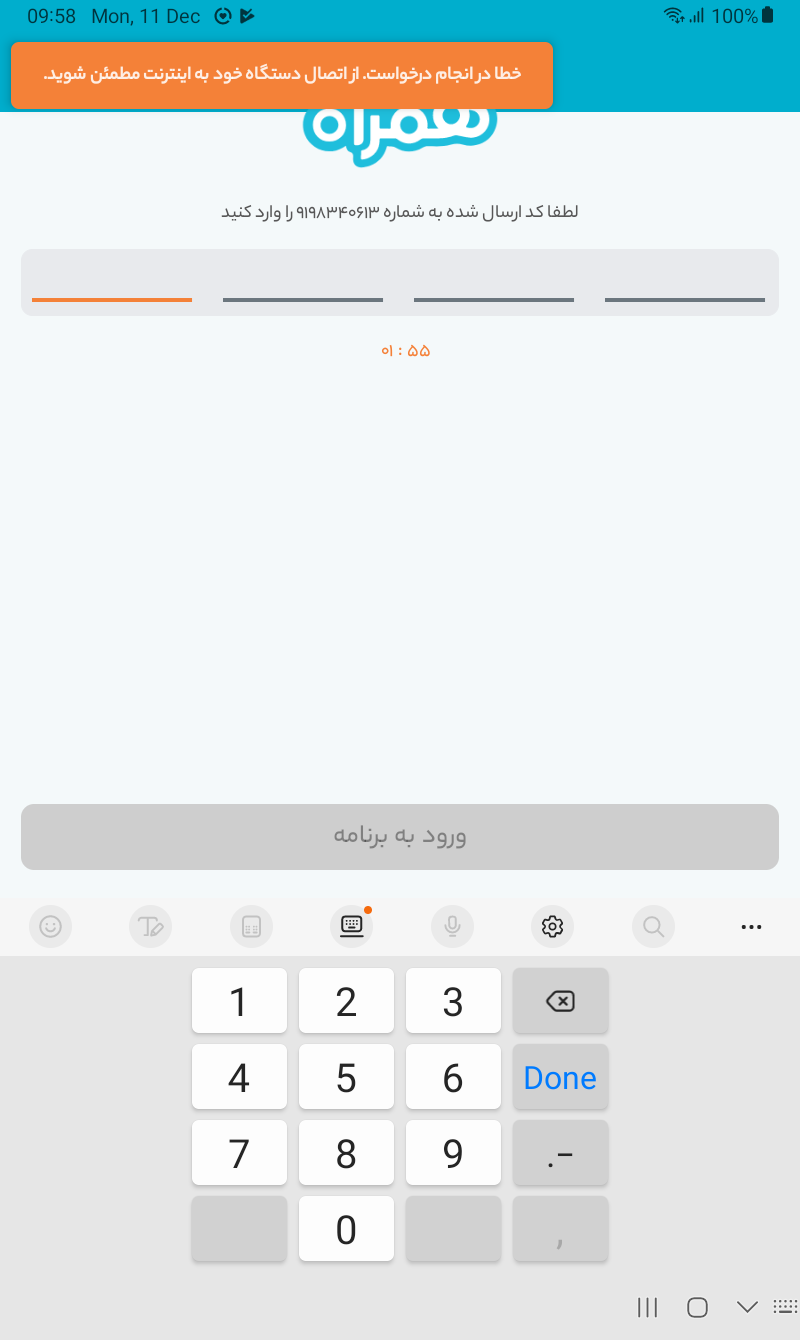 09:58 Mon, 11 Dec 100%
خطا در انجام درخواست. از اتصال دستگاه خود به اینترنت مطمئن شوید.
همراه
لطفا کد ارسال شده به شماره ۹۱۹۸۳۴۰۶۱۳ را وارد کنید
۰۱ : ۵۵
ورود به برنامه
1 2 3
4 5 6 Done
7 8 9 .-
0 ,